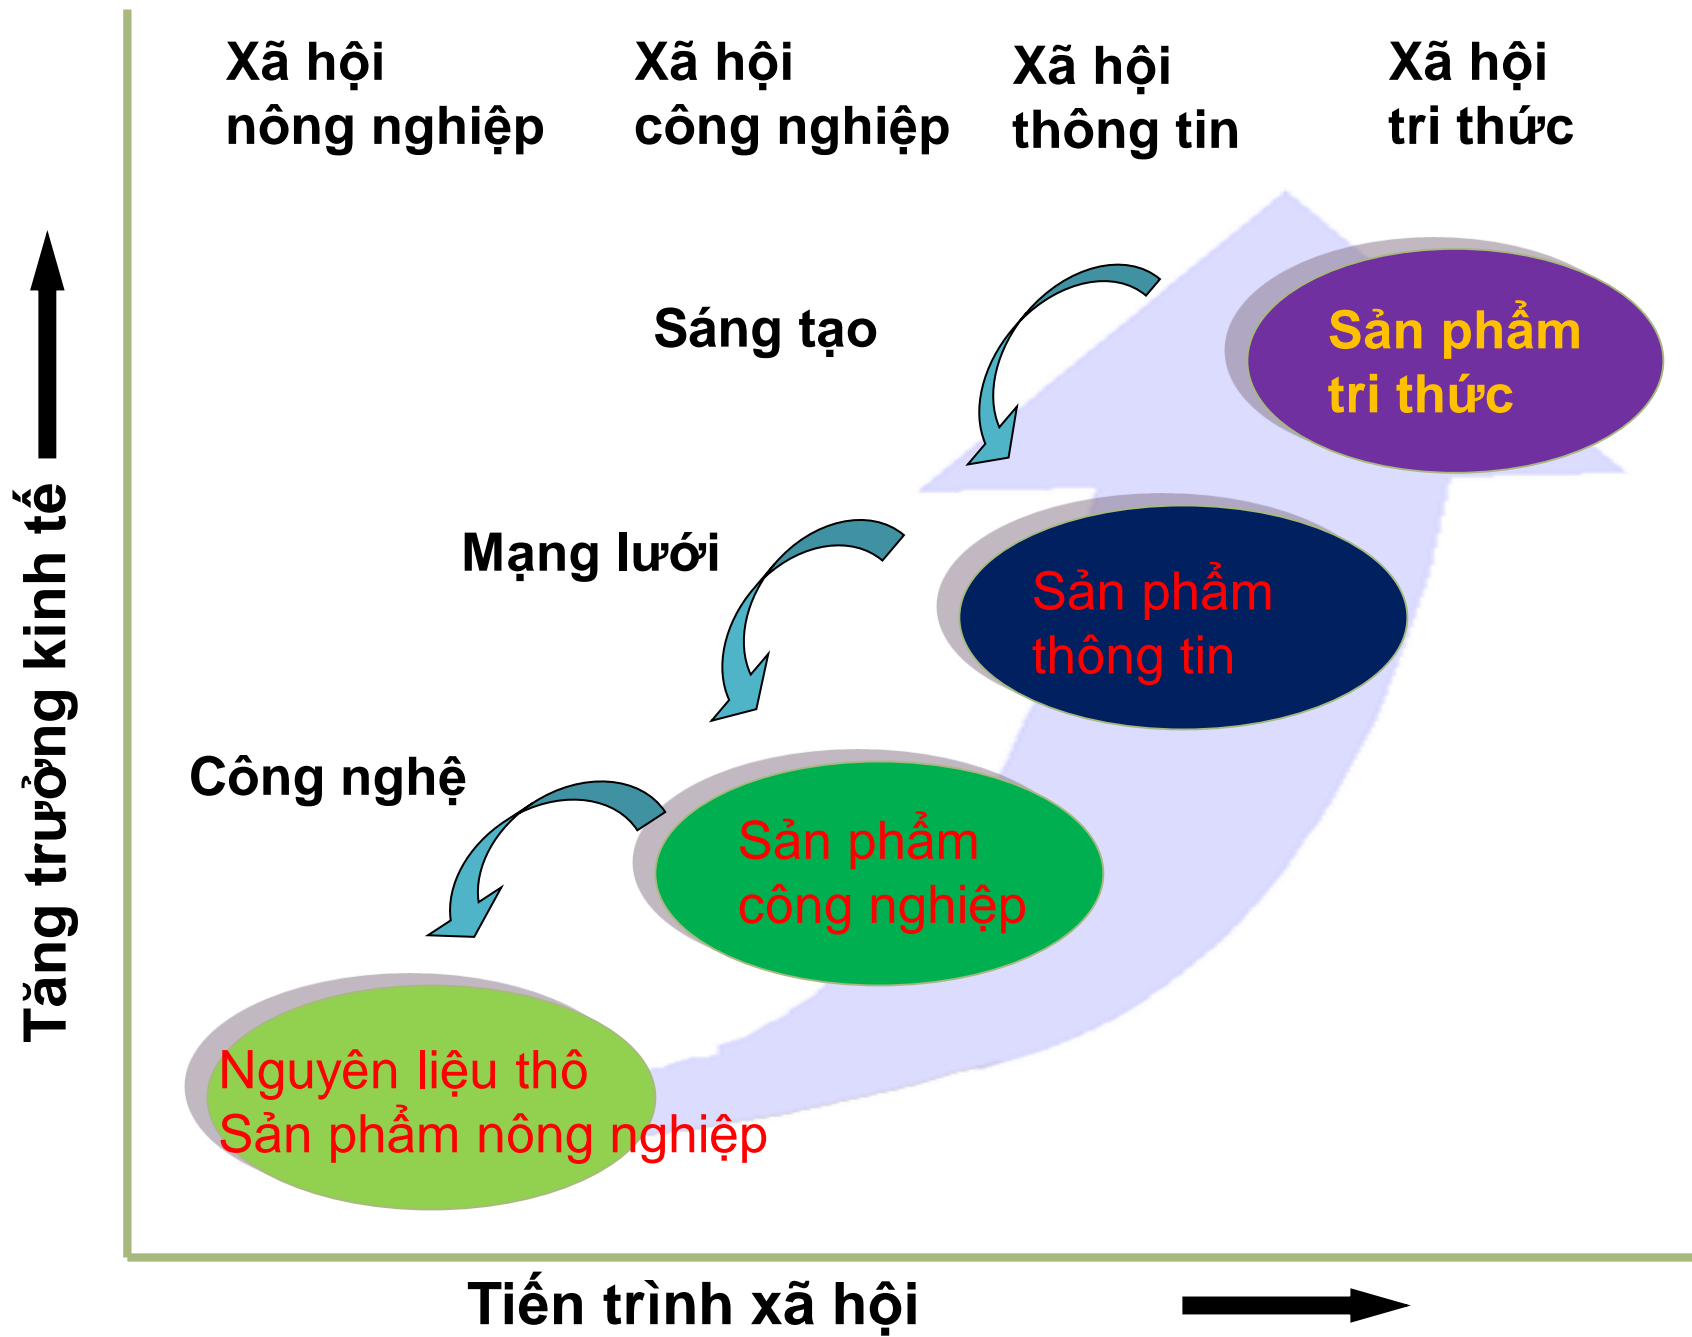 Xã hội
nông nghiệp
Xã hội
công nghiệp
Xã hội
thông tin
Xã hội
tri thức
Sáng tạo
Sản phẩm
tri thức
Mạng lưới
Sản phẩm
thông tin
Công nghệ
Sản phẩm
công nghiệp
Nguyên liệu thô
Sản phẩm nông nghiệp
Tăng trưởng kinh tế
Tiến trình xã hội